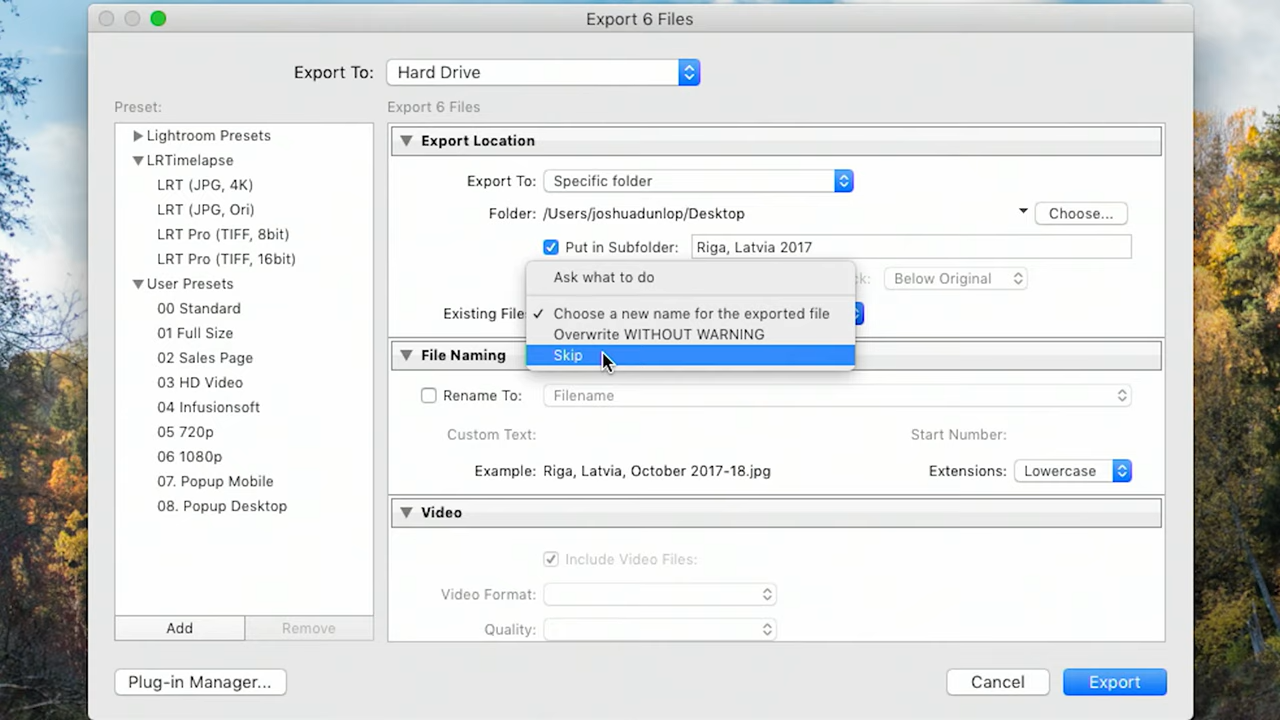 Export 6 Files
Export To: Hard Drive
Preset:
Lightroom Presets
LRTimelapse
LRT (JPG, 4K)
LRT (JPG, Ori)
LRT Pro (TIFF, 8bit)
LRT Pro (TIFF, 16bit)
User Presets
00 Standard
01 Full Size
02 Sales Page
03 HD Video
04 Infusionsoft
05 720p
06 1080p
07. Popup Mobile
08. Popup Desktop
Add Remove
Export 6 Files
Export Location
Export To: Specific folder
Folder: /Users/joshuadunlop/Desktop Choose...
Put in Subfolder: Riga, Latvia 2017
Below Original
Existing
Ask what to do
Choose a new name for the exported file
Overwrite WITHOUT WARNING
Skip
File Naming
Rename To: Filename
Custom Text: Start Number:
Example: Riga, Latvia, October 2017-18.jpg Extensions: Lowercase
Video
Include Video Files:
Video Format:
Quality:
Plug-in Manager... Cancel Export